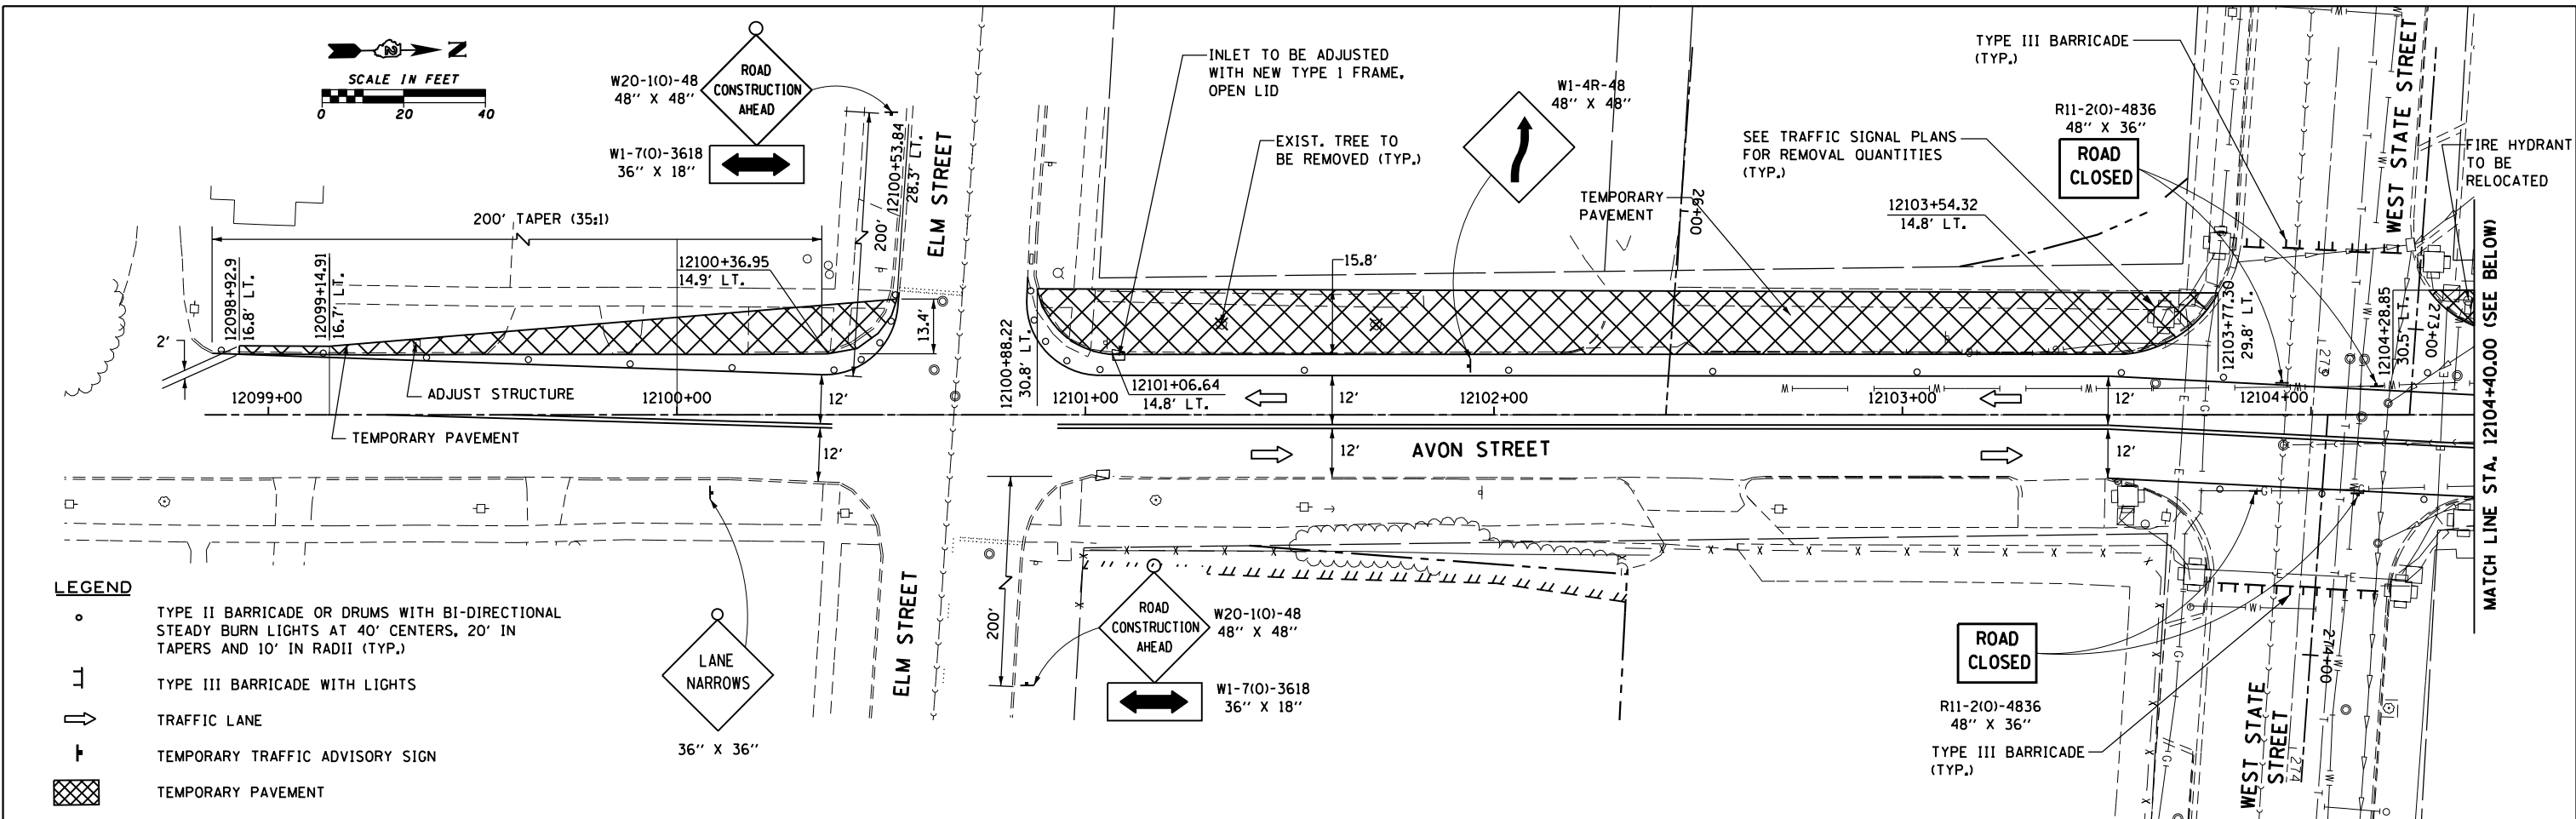 N
SCALE IN FEET
0 20 40
W20-1(O)-48
48'' X 48''
ROAD
CONSTRUCTION
AHEAD
W1-7(O)-3618
36'' X 18''
200' TAPER (35:1)
12098+92.9
16.8' LT.
12099+14.91
16.7' LT.
12100+36.95
14.9' LT.
200'
12100+53.84
28.3' LT.
ELM STREET
2'
13.4'
ADJUST STRUCTURE
TEMPORARY PAVEMENT
12099+00
12100+00
12'
12'
INLET TO BE ADJUSTED
WITH NEW TYPE 1 FRAME,
OPEN LID
EXIST. TREE TO
BE REMOVED (TYP.)
W1-4R-48
48'' X 48''
TEMPORARY
PAVEMENT
26+00
15.8'
SEE TRAFFIC SIGNAL PLANS
FOR REMOVAL QUANTITIES
(TYP.)
12103+54.32
14.8' LT.
TYPE III BARRICADE
(TYP.)
R11-2(O)-4836
48'' X 36''
ROAD
CLOSED
WEST STATE STREET
FIRE HYDRANT
TO BE
RELOCATED
12100+88.22
30.8' LT.
12101+06.64
14.8' LT.
12103+77.30
29.8' LT.
12104+28.85
30.5' LT.
273+00
273
12101+00
12'
12102+00
12103+00
12'
12104+00
12'
AVON STREET
12'
MATCH LINE STA. 12104+40.00 (SEE BELOW)
LEGEND
TYPE II BARRICADE OR DRUMS WITH BI-DIRECTIONAL
STEADY BURN LIGHTS AT 40' CENTERS, 20' IN
TAPERS AND 10' IN RADII (TYP.)
TYPE III BARRICADE WITH LIGHTS
TRAFFIC LANE
TEMPORARY TRAFFIC ADVISORY SIGN
TEMPORARY PAVEMENT
LANE
NARROWS
36'' X 36''
ELM STREET
200'
ROAD
CONSTRUCTION
AHEAD
W20-1(O)-48
48'' X 48''
W1-7(O)-3618
36'' X 18''
ROAD
CLOSED
R11-2(O)-4836
48'' X 36''
TYPE III BARRICADE
(TYP.)
WEST STATE
STREET
274+00
274